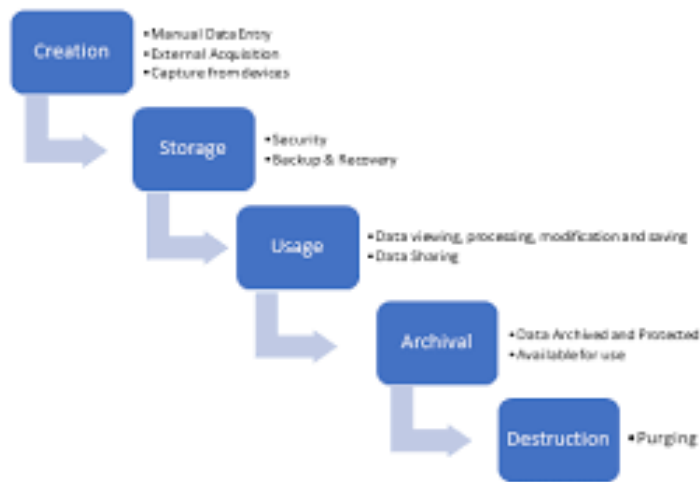 Creation
•Manual Data Entry
•External Acquisition
•Capture from devices
Storage
•Security
•Backup & Recovery
Usage
•Data viewing, processing, modification and saving
•Data Sharing
Archival
•Data Archived and Protected
•Available for use
Destruction
•Purging